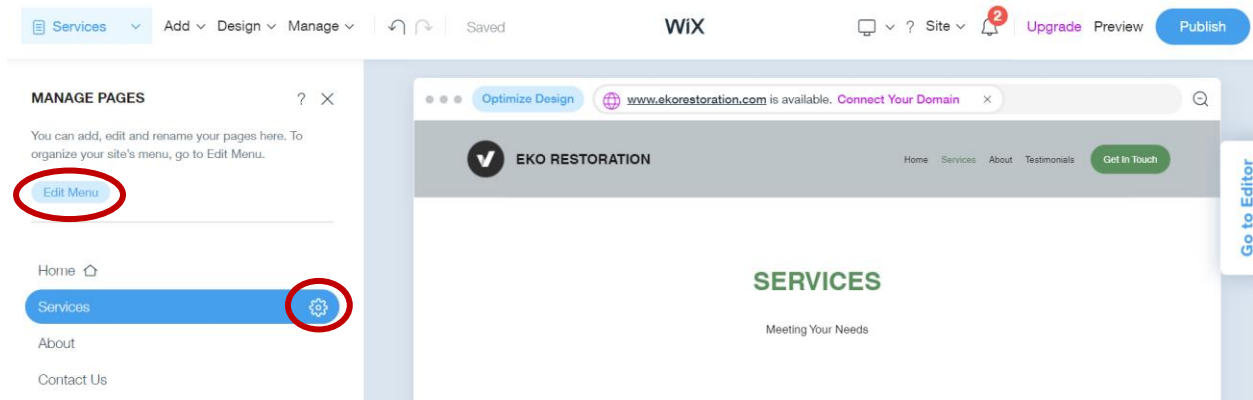 Services Add Design Manage Saved WiX ? Site 2 Upgrade Preview Publish
MANAGE PAGES ? ×
You can add, edit and rename your pages here. To
organize your site's menu, go to Edit Menu.
Edit Menu
Home
Services
About
Contact Us
Optimize Design www.ekorestoration.com is available. Connect Your Domain ×
EKO RESTORATION Home Services About Testimonials Get In Touch
SERVICES
Meeting Your Needs
Go to Editor